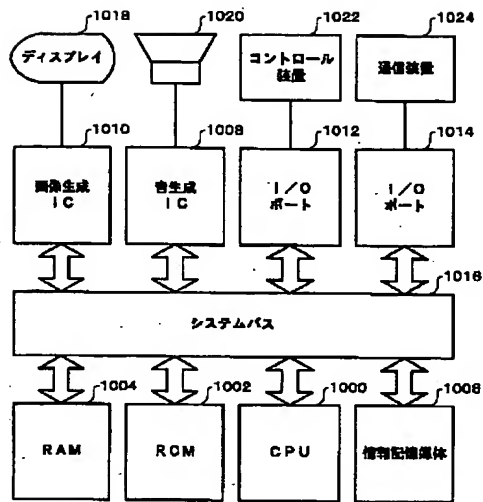 1018
1020
1022
1024
ディスプレイ
コントロール
装置
通信装置
1010
1008
1012
1014
画像生成
IC
音生成
IC
I/O
ポート
I/O
ポート
1016
システムバス
1004
1002
1000
1006
RAM
ROM
CPU
情報記憶媒体